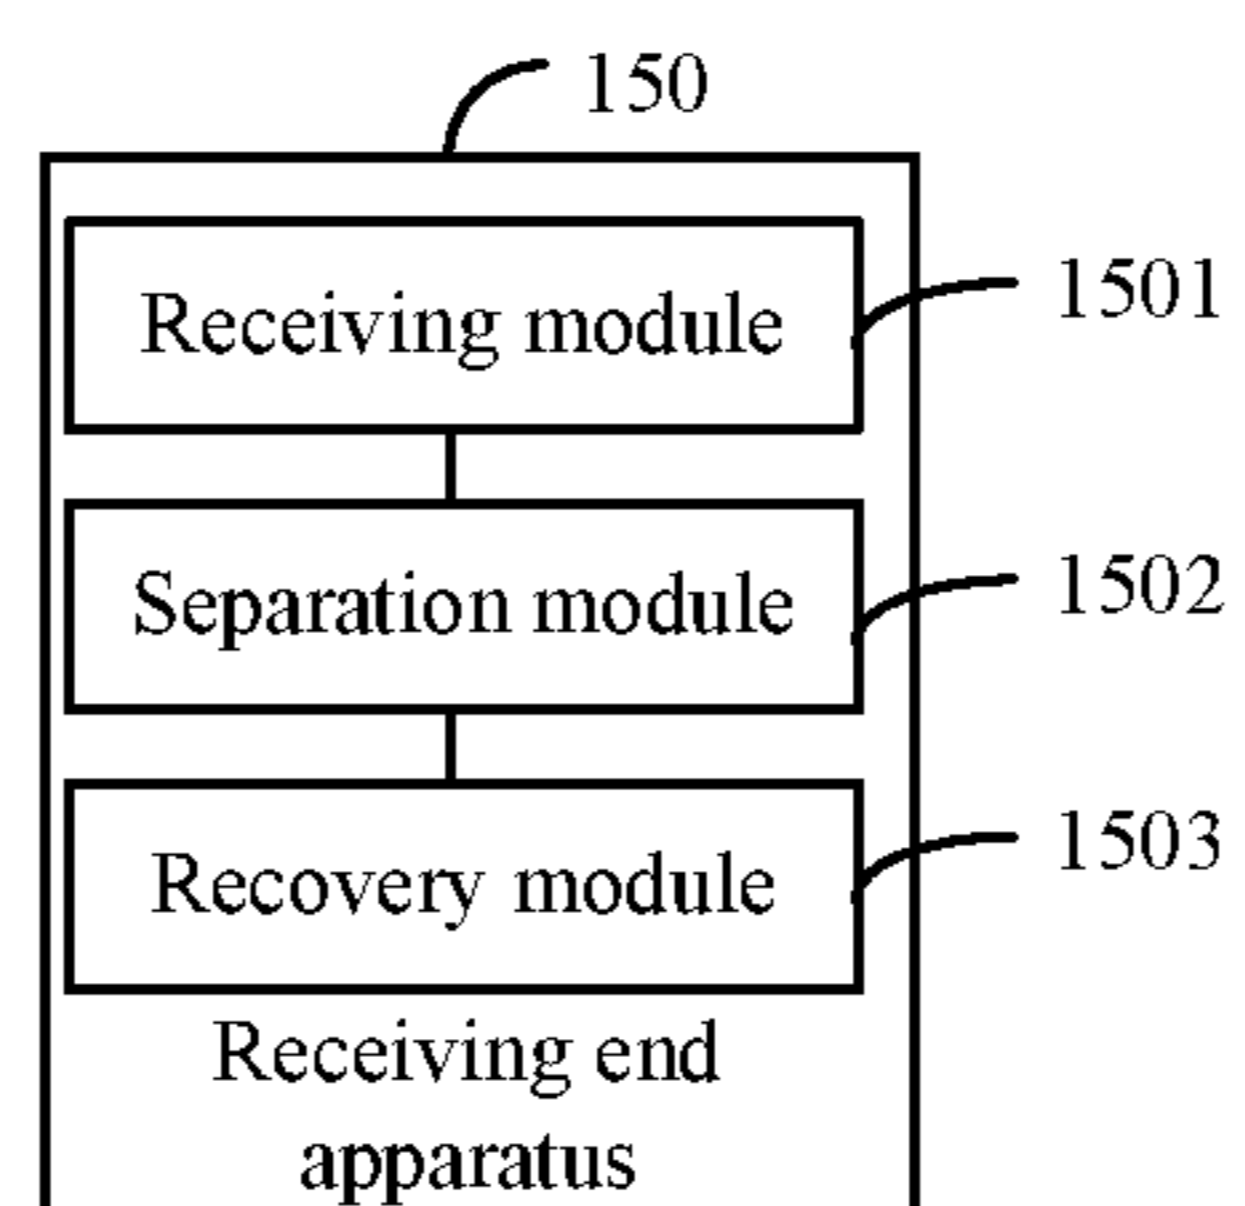 150
Receiving module
1501
Separation module
1502
Recovery module
1503
Receiving end
apparatus